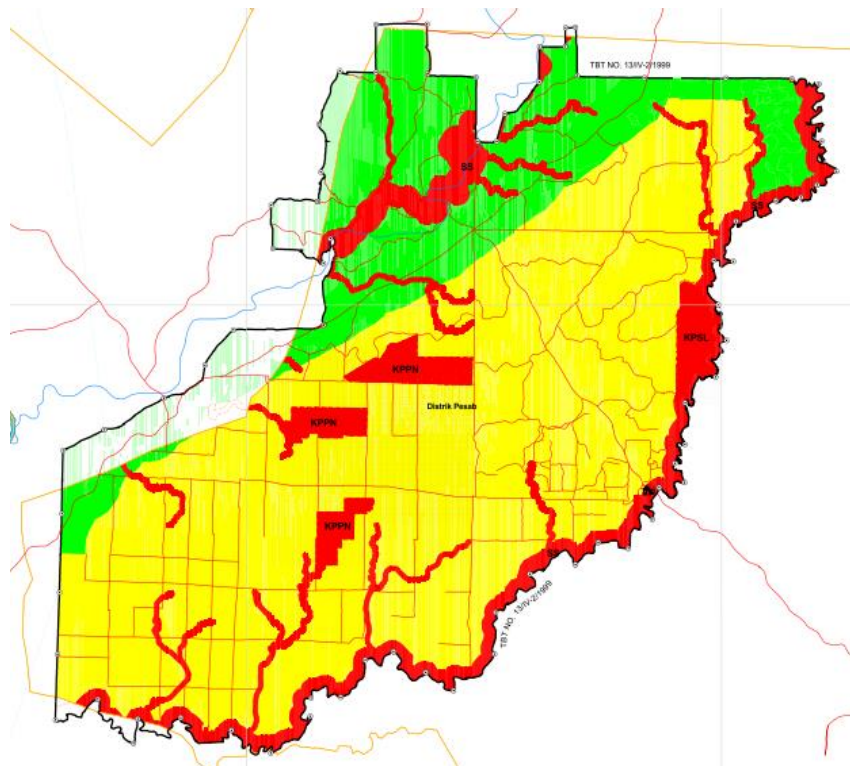 TBT NO. 13/IV-2/1999
SS
SS
KPSL
KPPN
Distrik Pesab
KPPN
KPPN
SS
TBT NO. 13/IV-2/1999